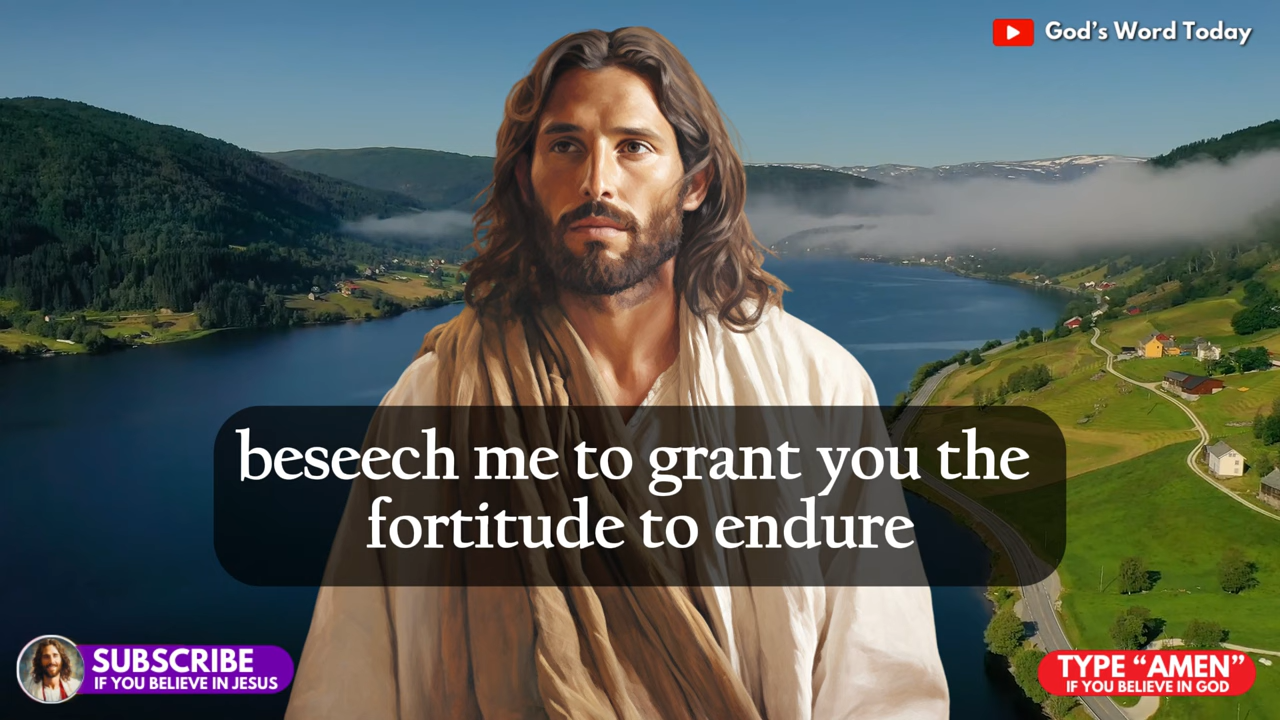 God's Word Today
beseech me to grant you the
fortitude to endure
SUBSCRIBE
IF YOU BELIEVE IN JESUS
TYPE “AMEN”
IF YOU BELIEVE IN GOD